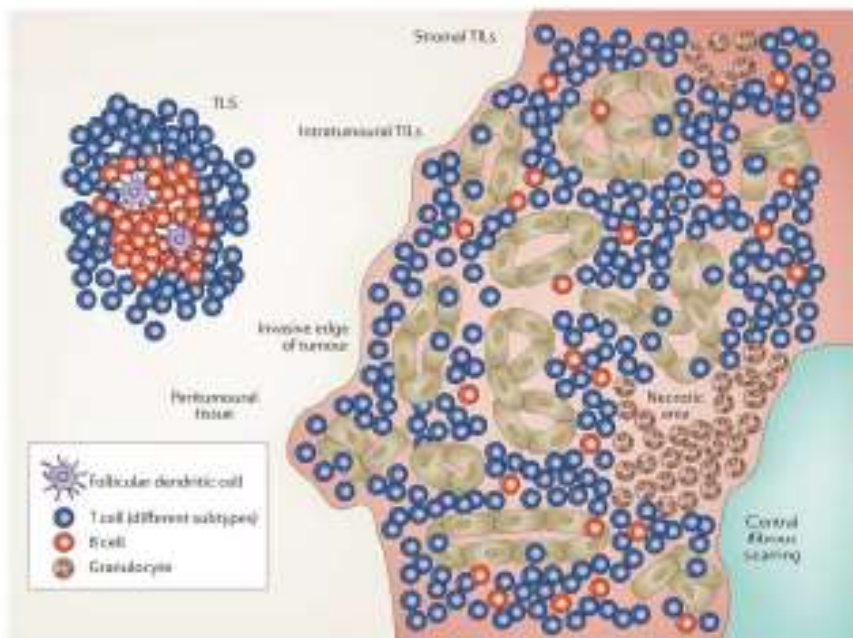 Stromal TILs
TLS
Intratumoural TILs
Invasive edge
of tumour
Peritumoural
tissue
Necrotic
area
Follicular dendritic cell
T cell (different subtypes)
B cell
Granulocyte
Central
fibrous
scarring